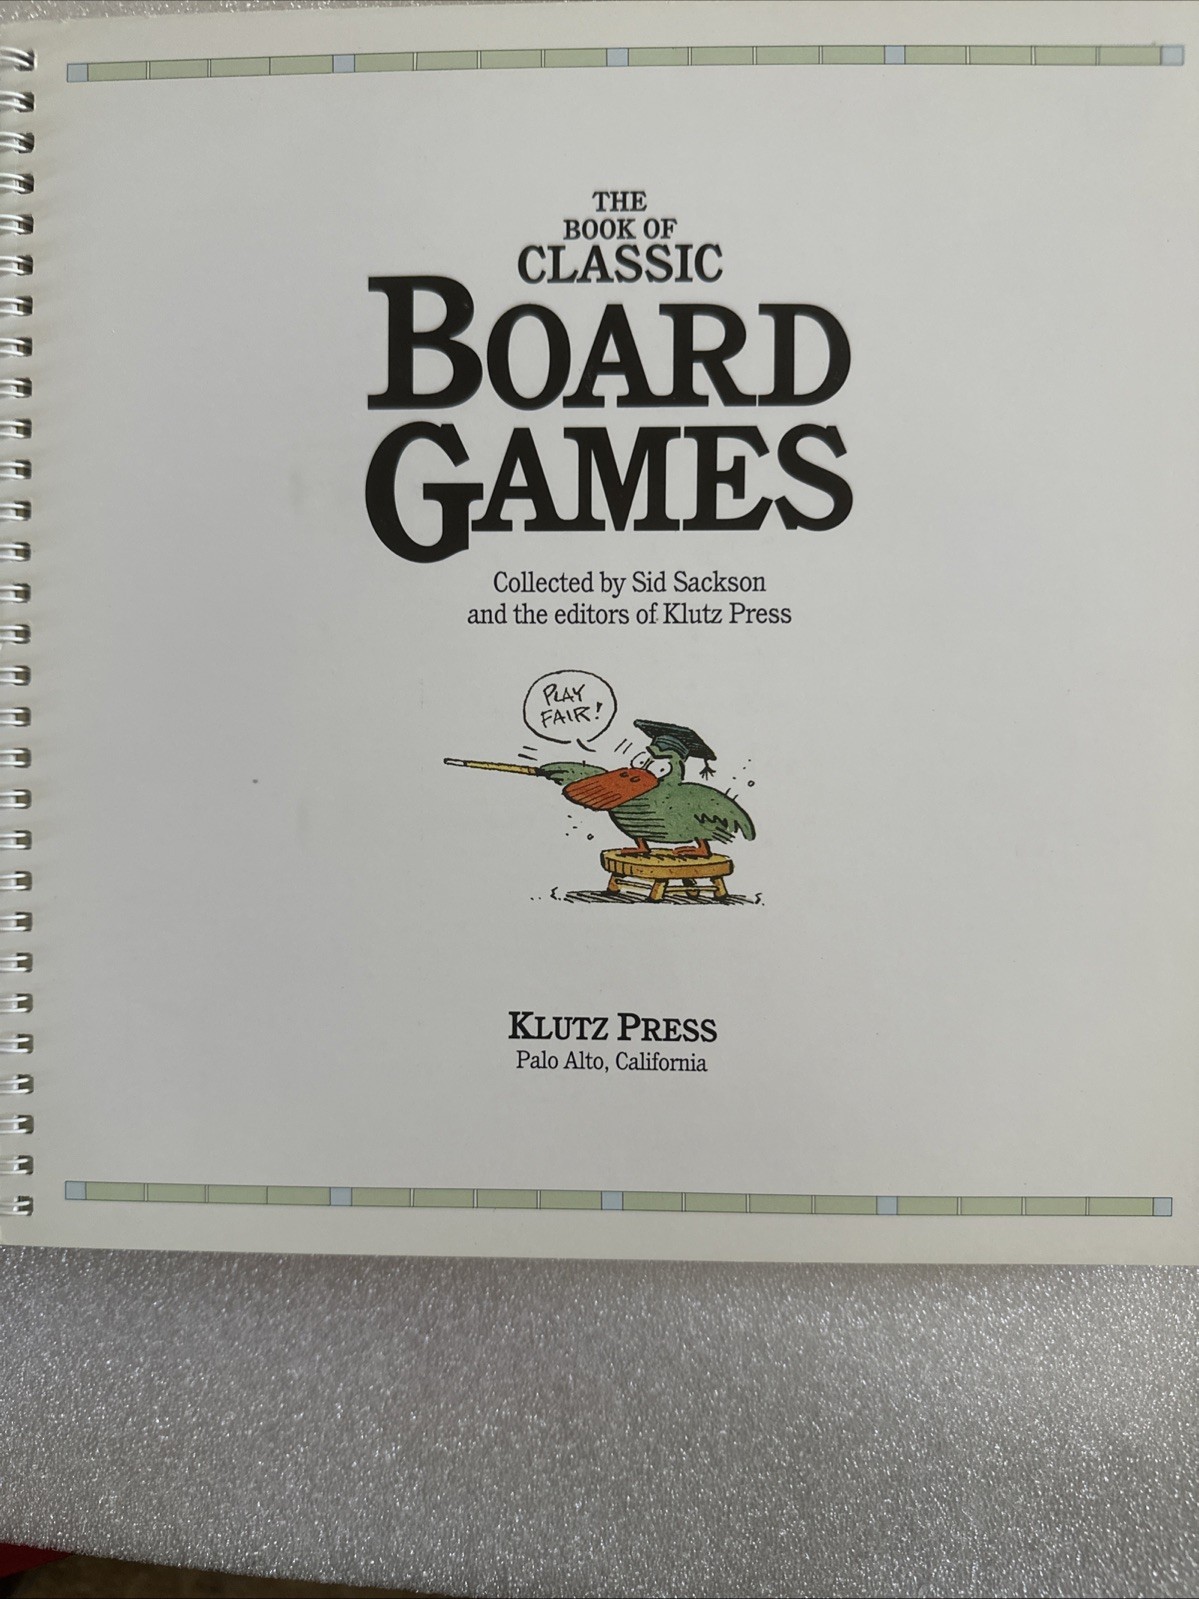 THE
BOOK OF
CLASSIC
BOARD
GAMES
Collected by Sid Sackson
and the editors of Klutz Press
PLAY
FAIR!
KLUTZ PRESS
Palo Alto, California